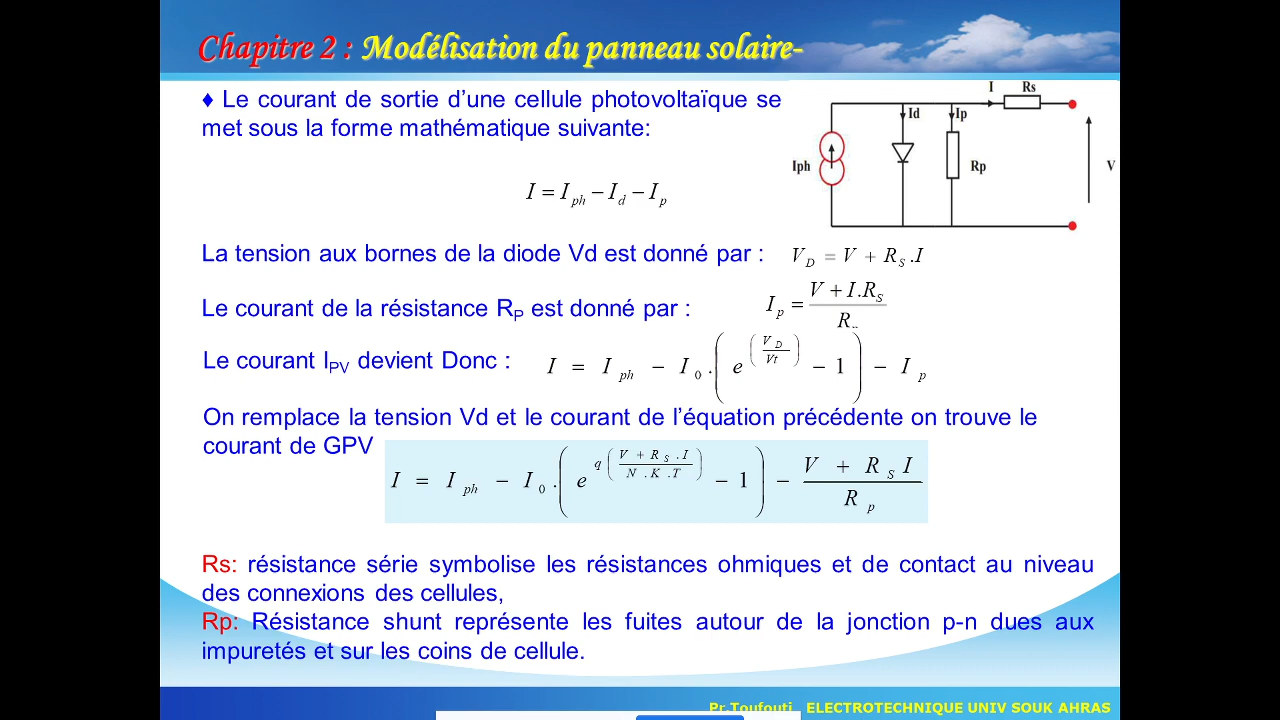 Chapitre 2 : Modélisation du panneau solaire-
♦ Le courant de sortie d'une cellule photovoltaïque se
met sous la forme mathématique suivante:
I = I_ph − I_d − I_p
I Rs
Id Ip
Iph Rp V
La tension aux bornes de la diode Vd est donné par : V_D = V + R_S .I
Le courant de la résistance R_P est donné par : I_p = (V + I.R_S) / R
Le courant I_PV devient Donc : I = I_ph − I_0 .( e^(V_D / Vt) − 1 ) − I_p
On remplace la tension Vd et le courant de l'équation précédente on trouve le
courant de GPV
I = I_ph − I_0 .( e^q((V + R_S . I) / (N . K . T)) − 1 ) − (V + R_S I) / R_p
Rs: résistance série symbolise les résistances ohmiques et de contact au niveau
des connexions des cellules,
Rp: Résistance shunt représente les fuites autour de la jonction p-n dues aux
impuretés et sur les coins de cellule.
Pr.Toufouti ELECTROTECHNIQUE UNIV SOUK AHRAS